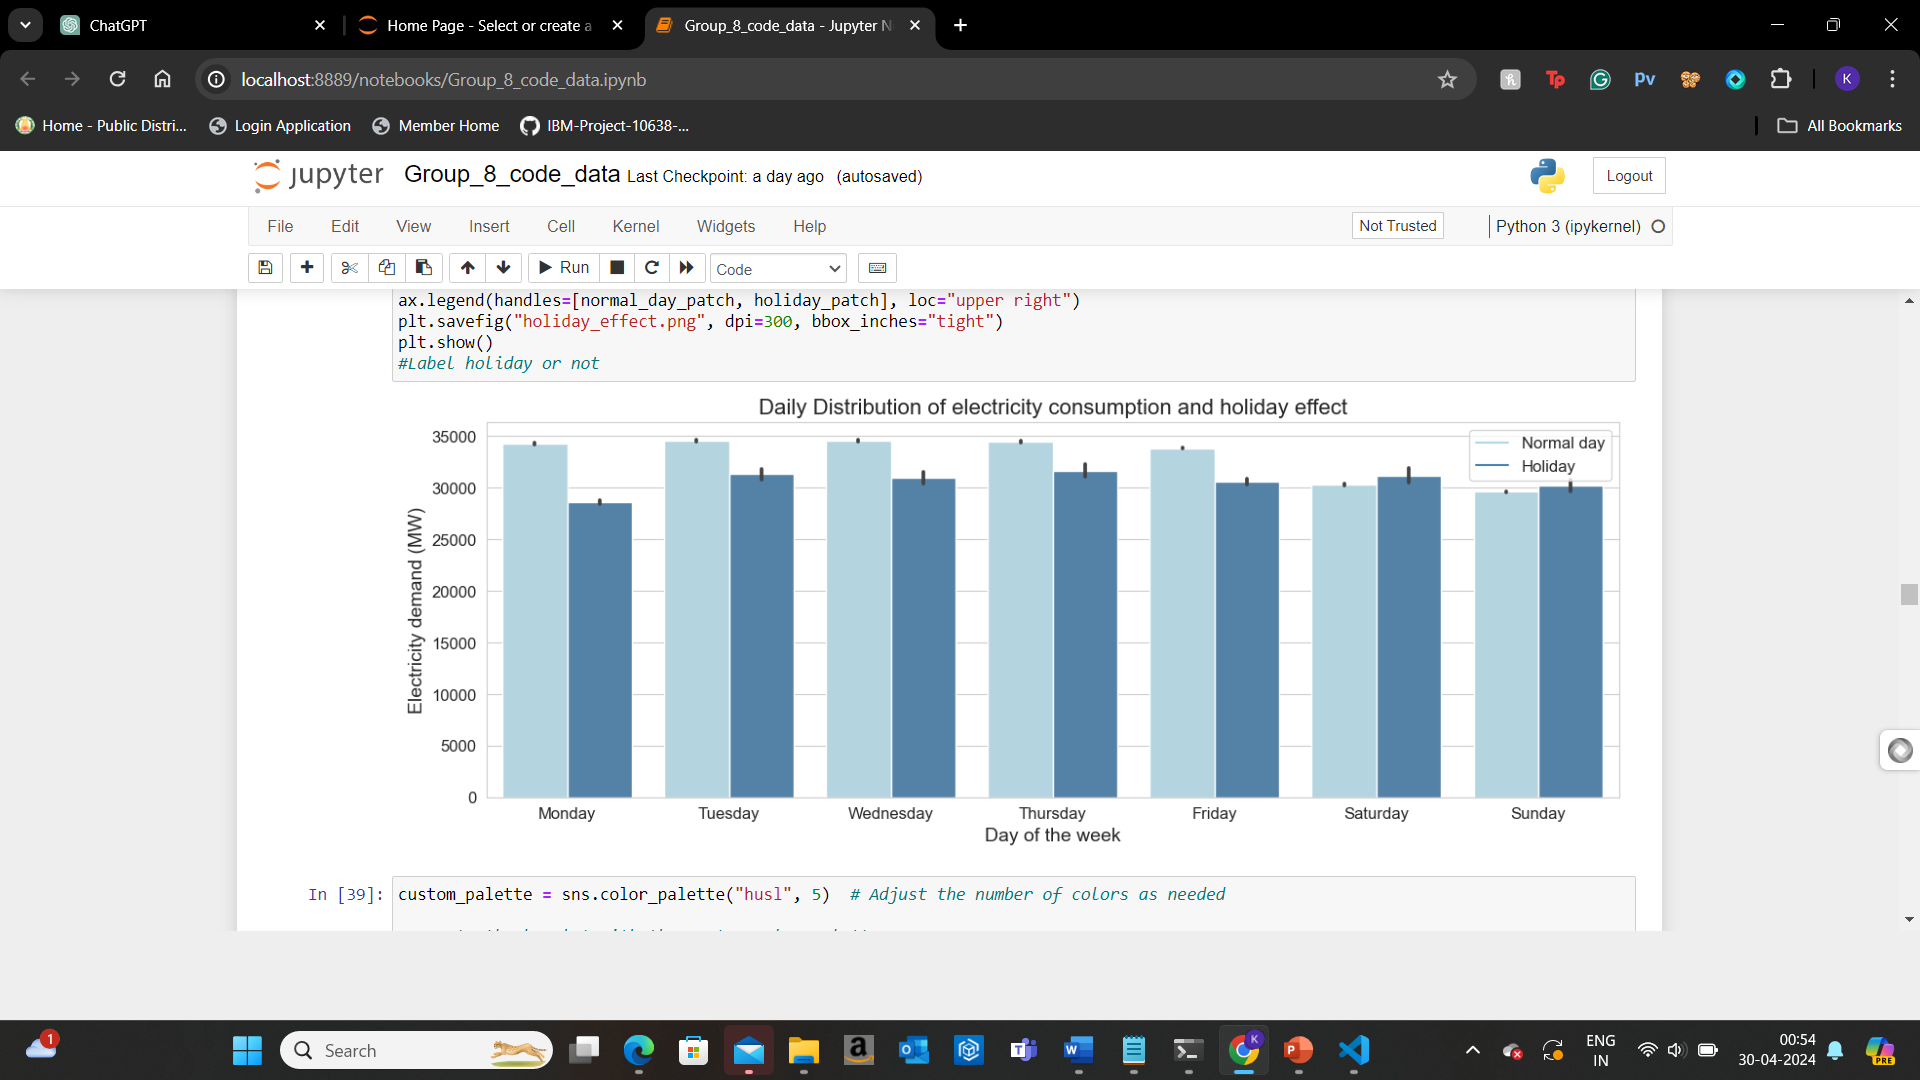 ChatGPT
Home Page - Select or create a
Group_8_code_data - Jupyter N
localhost:8889/notebooks/Group_8_code_data.ipynb
Tp
pv
K
Home - Public Distri...
Login Application
Member Home
IBM-Project-10638-...
All Bookmarks
jupyter
Group_8_code_data Last Checkpoint: a day ago (autosaved)
Logout
File Edit View Insert Cell Kernel Widgets Help
Not Trusted
Python 3 (ipykernel)
Run
Code
ax.legend(handles=[normal_day_patch, holiday_patch], loc="upper right")
plt.savefig("holiday_effect.png", dpi=300, bbox_inches="tight")
plt.show()
#Label holiday or not
Daily Distribution of electricity consumption and holiday effect
Normal day
Holiday
35000
30000
25000
20000
15000
10000
5000
0
Electricity demand (MW)
Monday Tuesday Wednesday Thursday Friday Saturday Sunday
Day of the week
In [39]:
custom_palette = sns.color_palette("husl", 5) # Adjust the number of colors as needed
1
Search
ENG
IN
00:54
30-04-2024
PRE